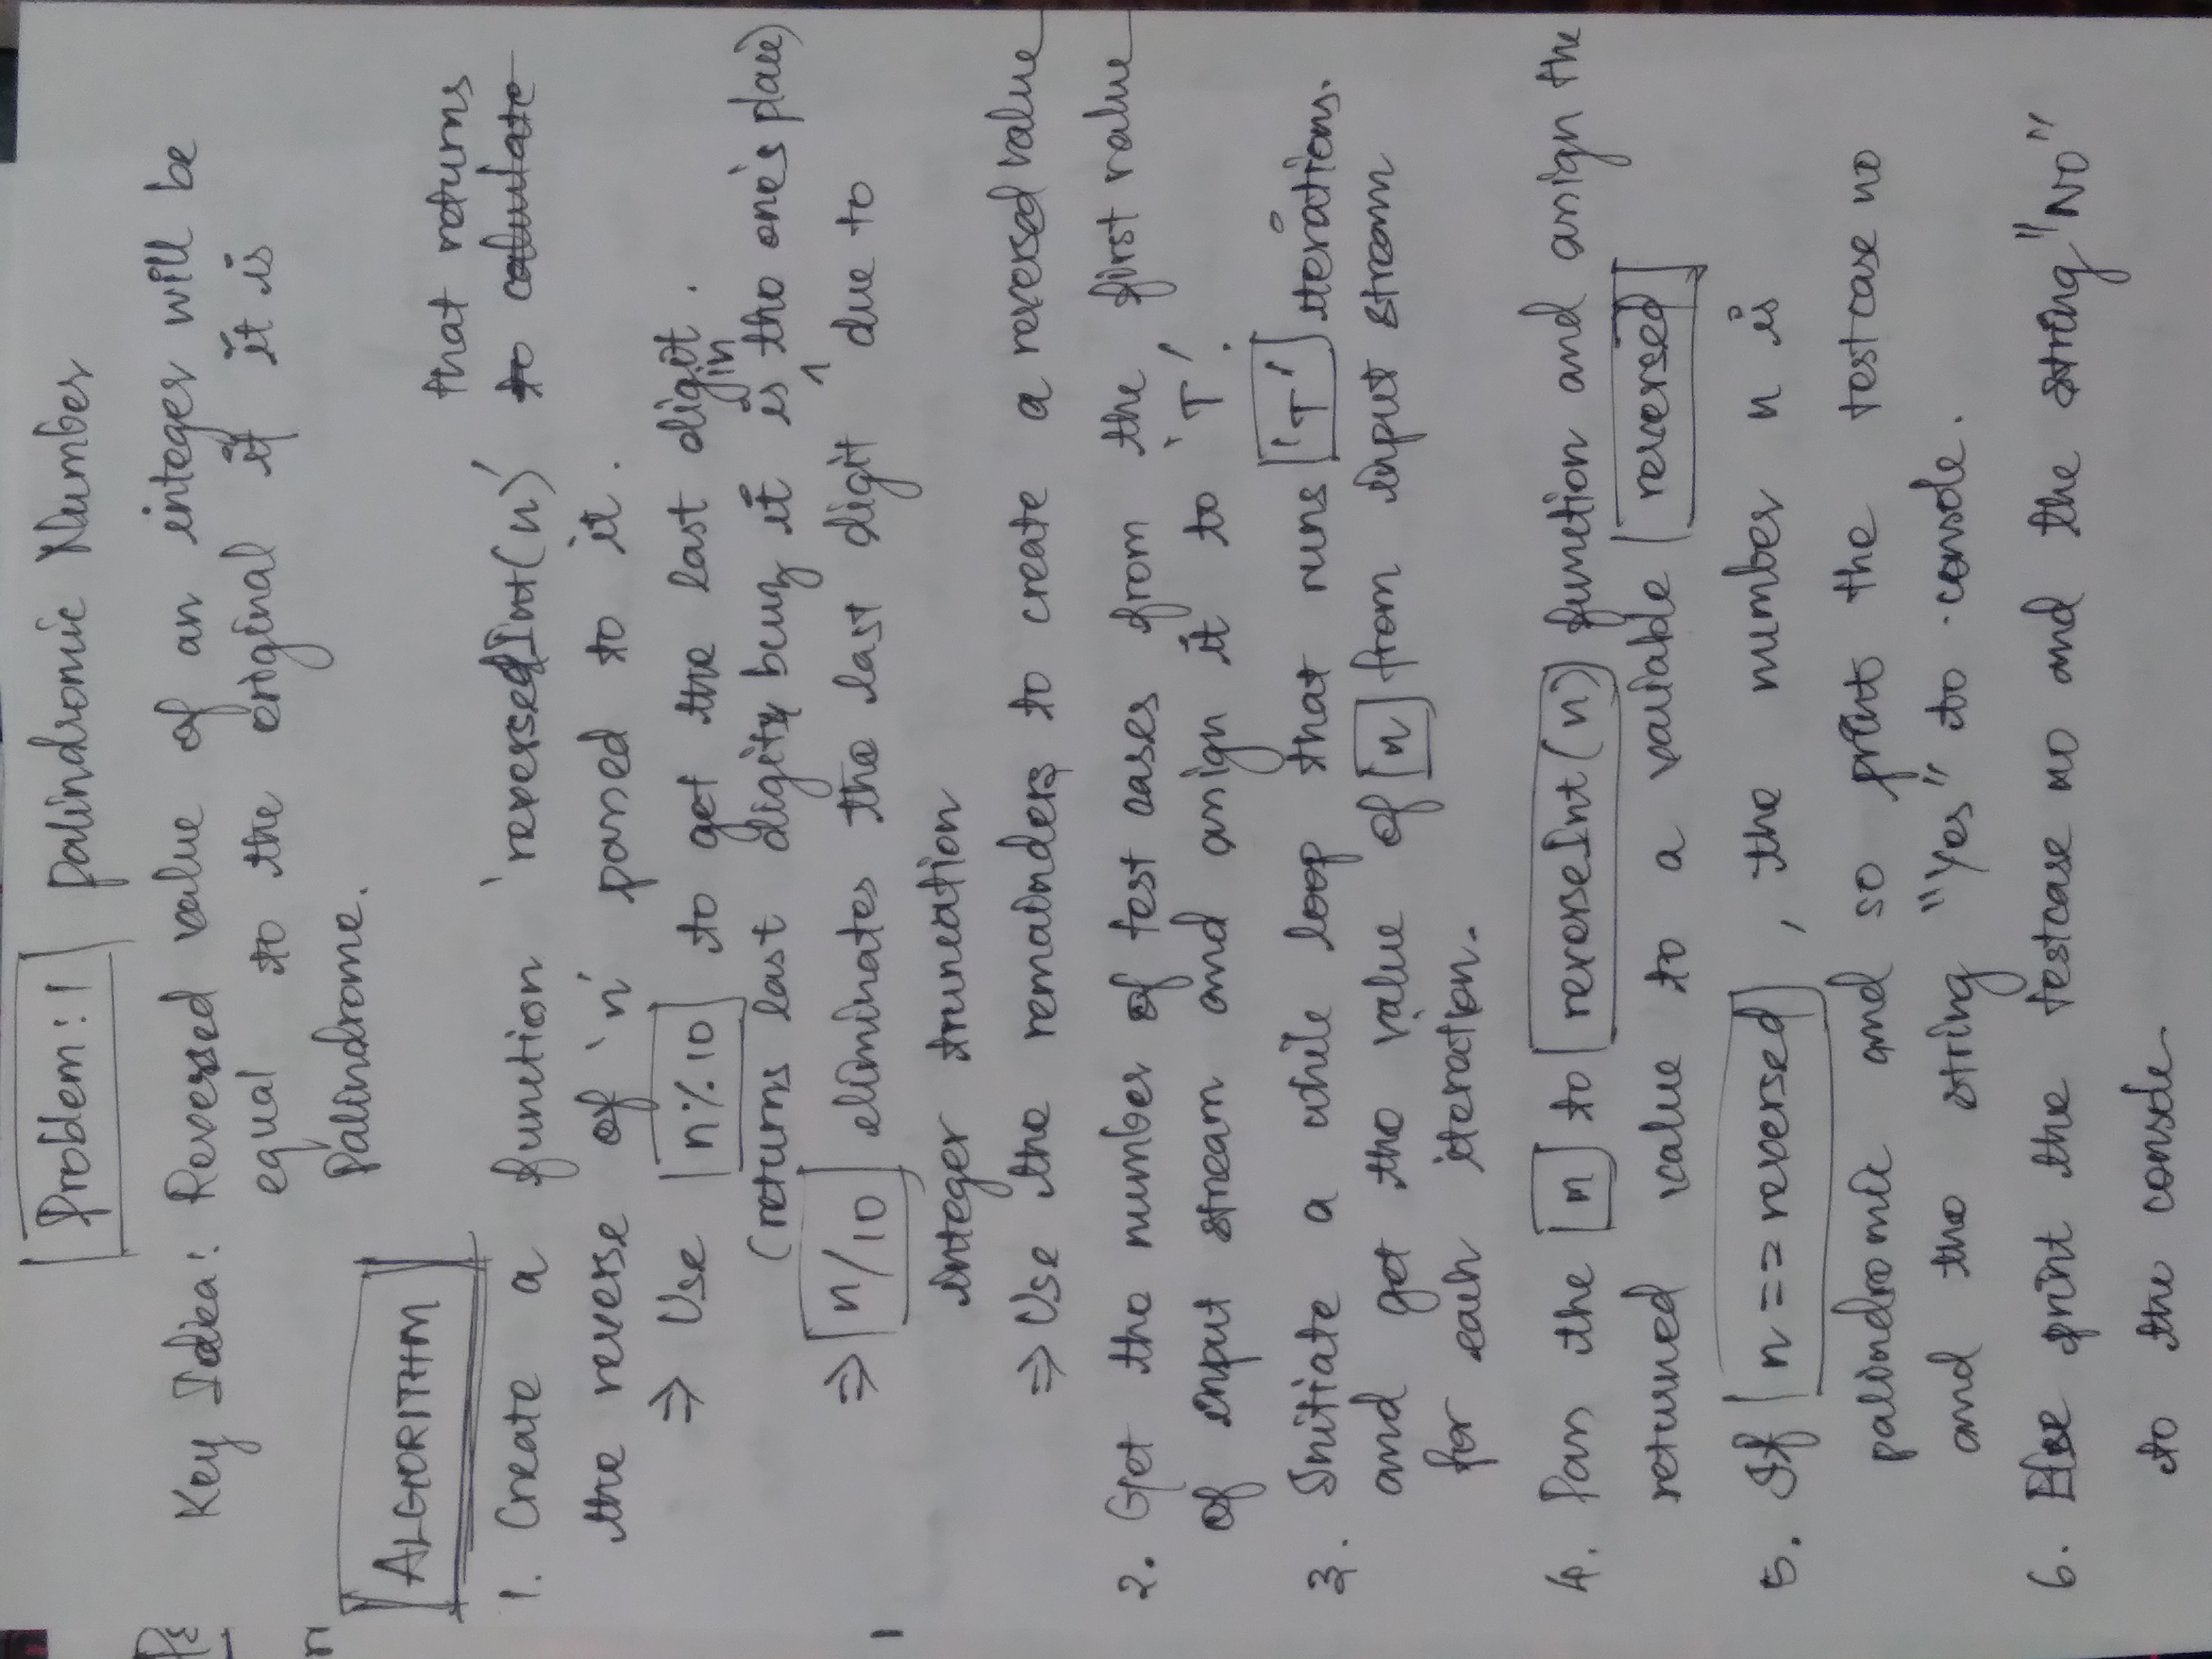 Problem: 1 Palindromic Number
Key Idea: Reversed value of an integer will be
equal to the original if it is
Palindrome.
ALGORITHM
that returns
1. Create a function 'reverseInt(n)' to calculate
the reverse of 'n' passed to it.
⇒ Use n%10 to get the last digit.
in
(returns last digit bcuz it is ^ the one's place)
⇒ n/10 eliminates the last digit due to
integer truncation
⇒ Use the remainders to create a reversed value
2. Get the number of test cases from the first value
of input stream and assign it to 'T'.
3. Initiate a while loop that runs 'T' iterations.
and get the value of n from input stream
for each iteration.
4. Pass the n to reverseInt(n) function and assign the
returned value to a variable reversed
5. If n == reversed, the number n is
palindromic and so print the testcase no
and the string "Yes" to console.
6. Else print the testcase no and the string "No"
to the console.